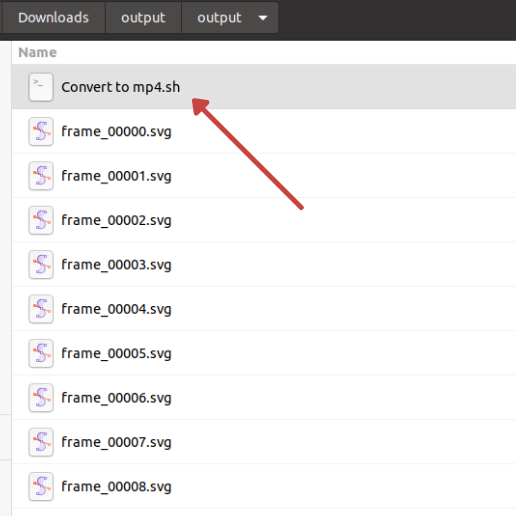 Downloads output output
Name
Convert to mp4.sh
frame_00000.svg
frame_00001.svg
frame_00002.svg
frame_00003.svg
frame_00004.svg
frame_00005.svg
frame_00006.svg
frame_00007.svg
frame_00008.svg